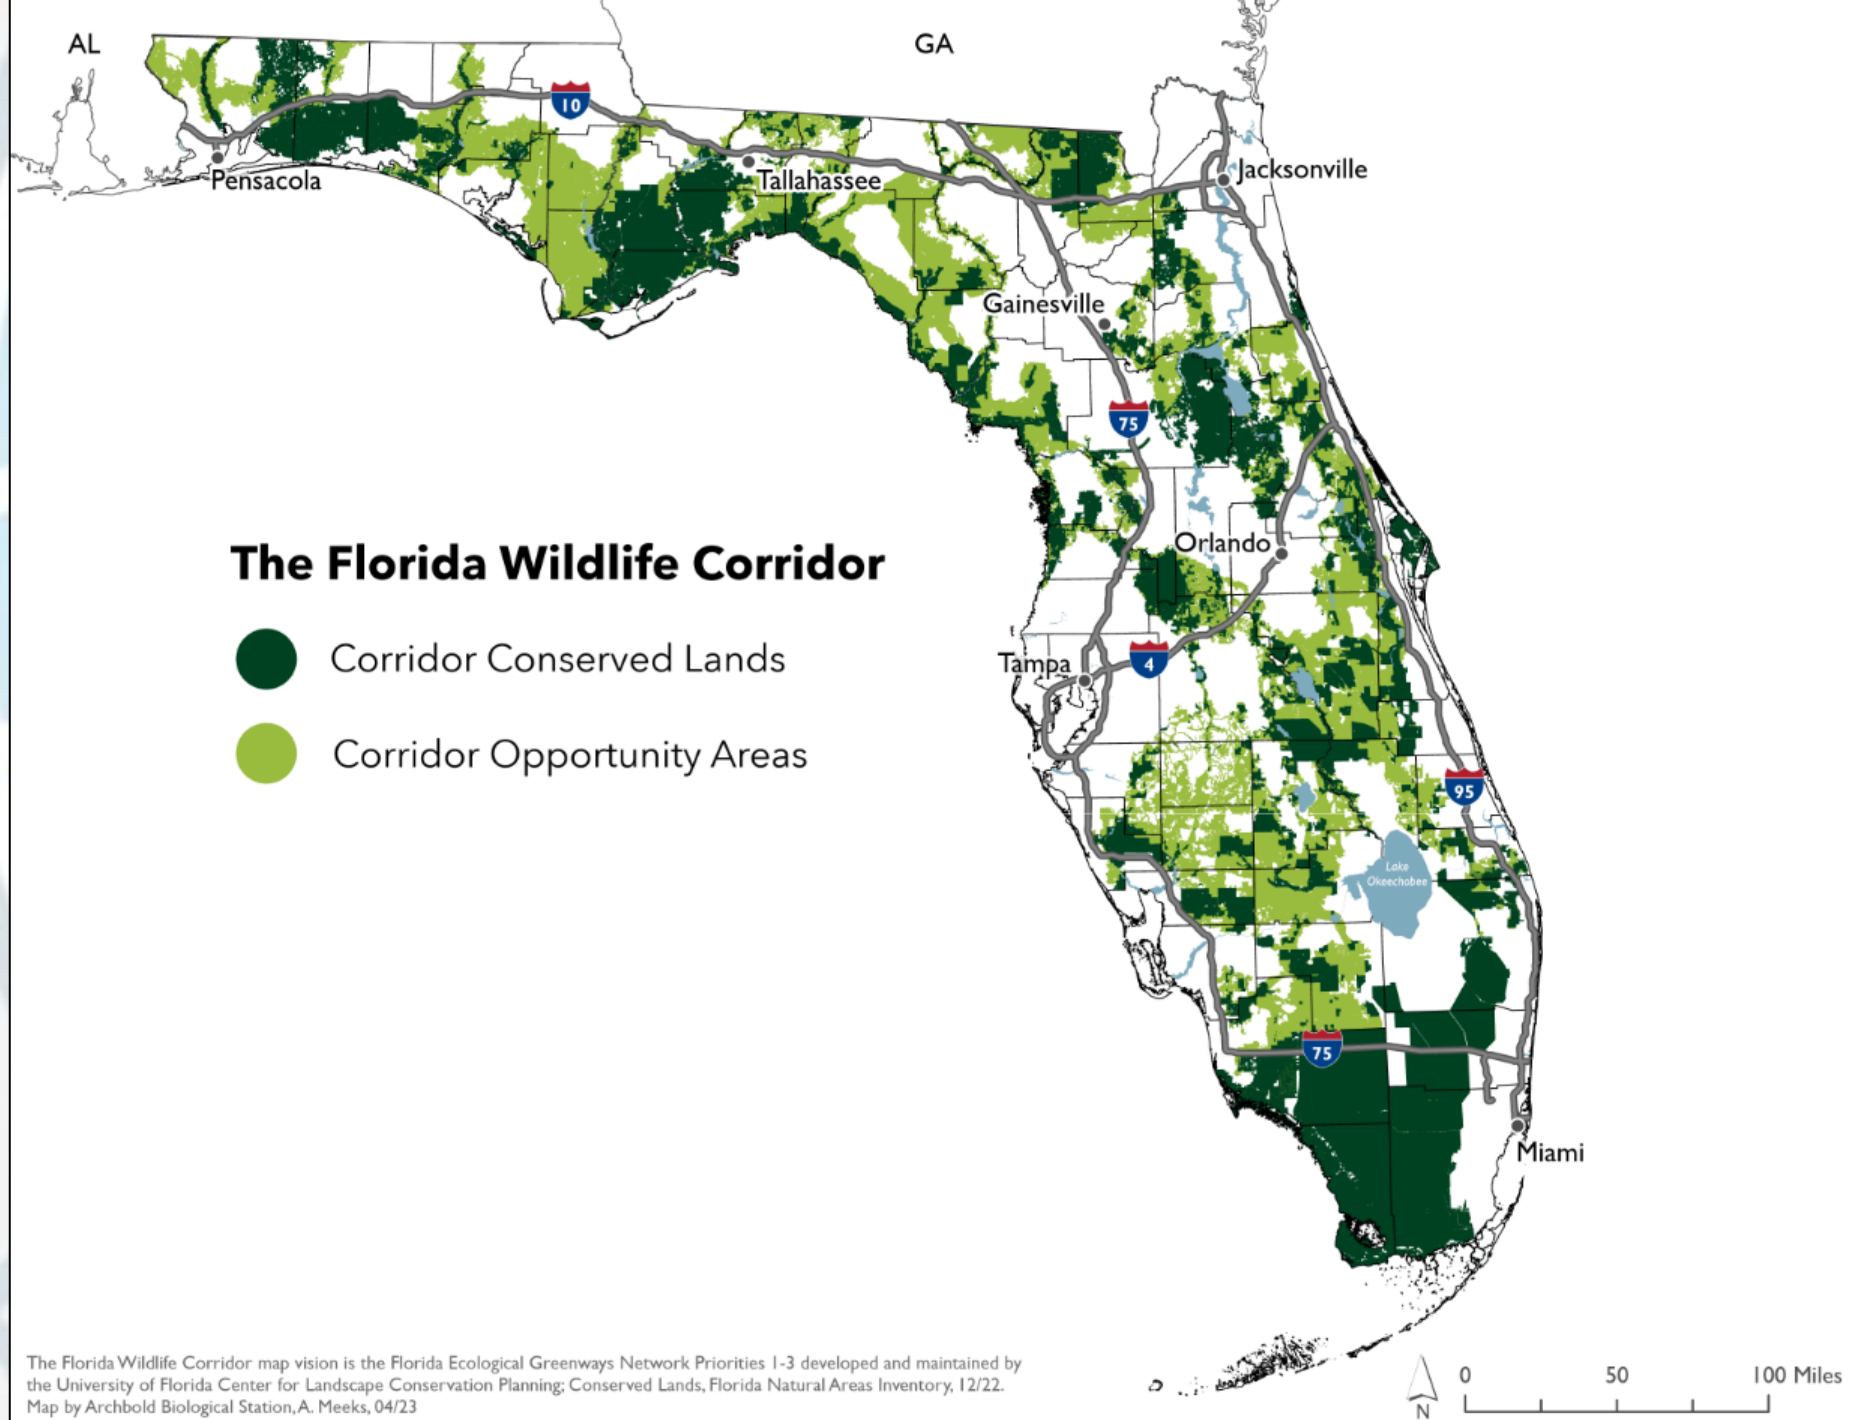 AL
GA
10
Pensacola
Tallahassee
Jacksonville
Gainesville
75
Orlando
The Florida Wildlife Corridor
Corridor Conserved Lands
Corridor Opportunity Areas
Tampa
4
95
Lake
Okeechobee
75
Miami
The Florida Wildlife Corridor map vision is the Florida Ecological Greenways Network Priorities 1-3 developed and maintained by
the University of Florida Center for Landscape Conservation Planning; Conserved Lands, Florida Natural Areas Inventory, 12/22.
Map by Archbold Biological Station, A. Meeks, 04/23
N
0 50 100 Miles